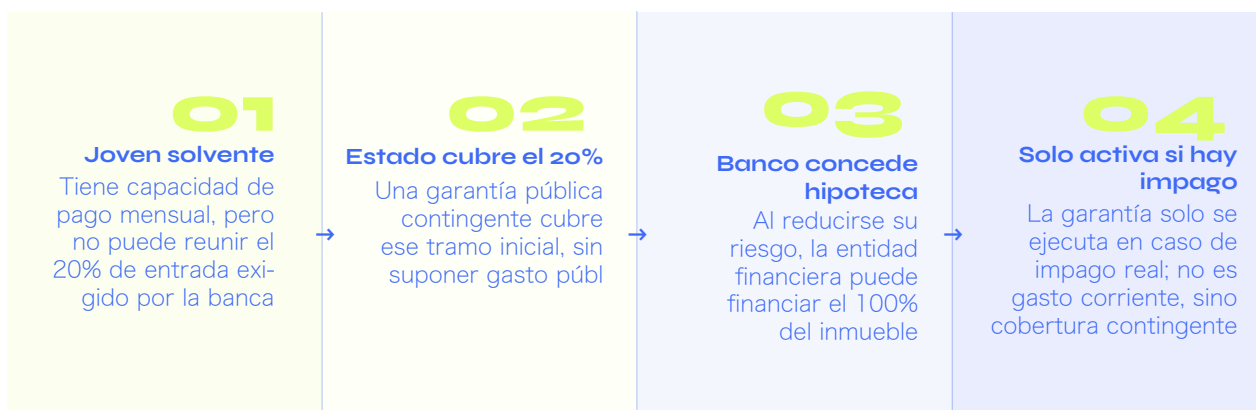 01
Joven solvente
Tiene capacidad de
pago mensual, pero
no puede reunir el
20% de entrada exi-
gido por la banca
→
02
Estado cubre el 20%
Una garantía pública
contingente cubre
ese tramo inicial, sin
suponer gasto públ
→
03
Banco concede
hipoteca
Al reducirse su
riesgo, la entidad
financiera puede
financiar el 100%
del inmueble
→
04
Solo activa si hay
impago
La garantía solo se
ejecuta en caso de
impago real; no es
gasto corriente, sino
cobertura contingente